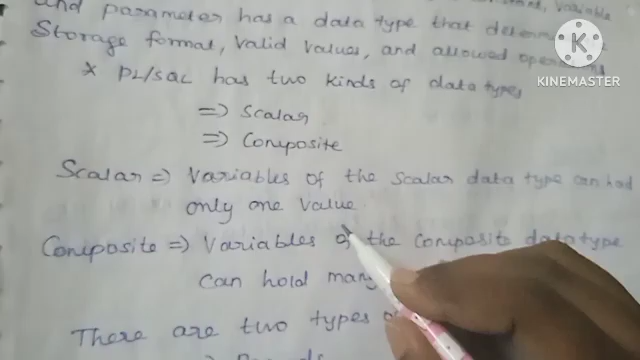 and parameter has a data type that
Storage format, Valid Values, and allowed
* PL/SQL has two kinds of data types
=> Scalar
=> Composite
Scalar => Variables of the Scalar data type can hod
only one value.
Composite => Variables of the Composite datatype
Can hold many
There are two types
KINEMASTER